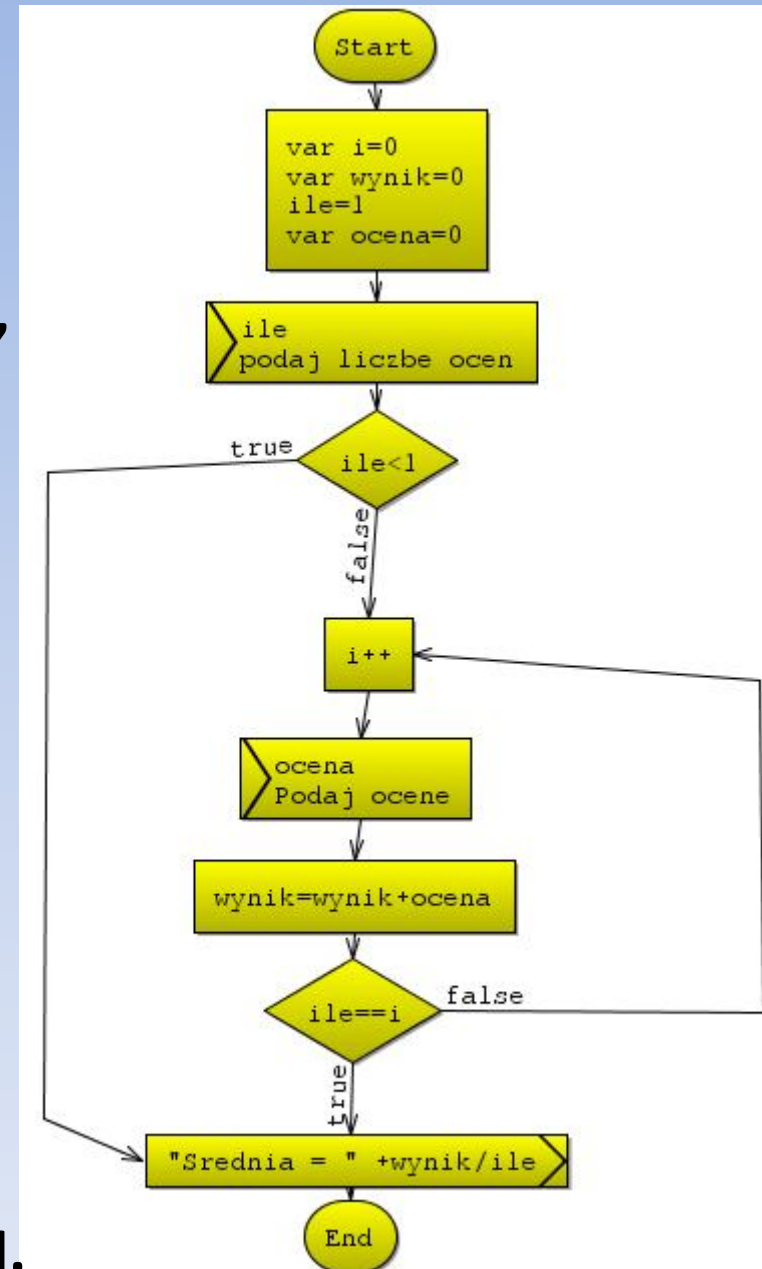 Start
var i=0
var wynik=0
ile=1
var ocena=0
ile
podaj liczbe ocen
ile<1
true
false
i++
ocena
Podaj ocene
wynik=wynik+ocena
ile==i
false
true
"Srednia = " +wynik/ile
End